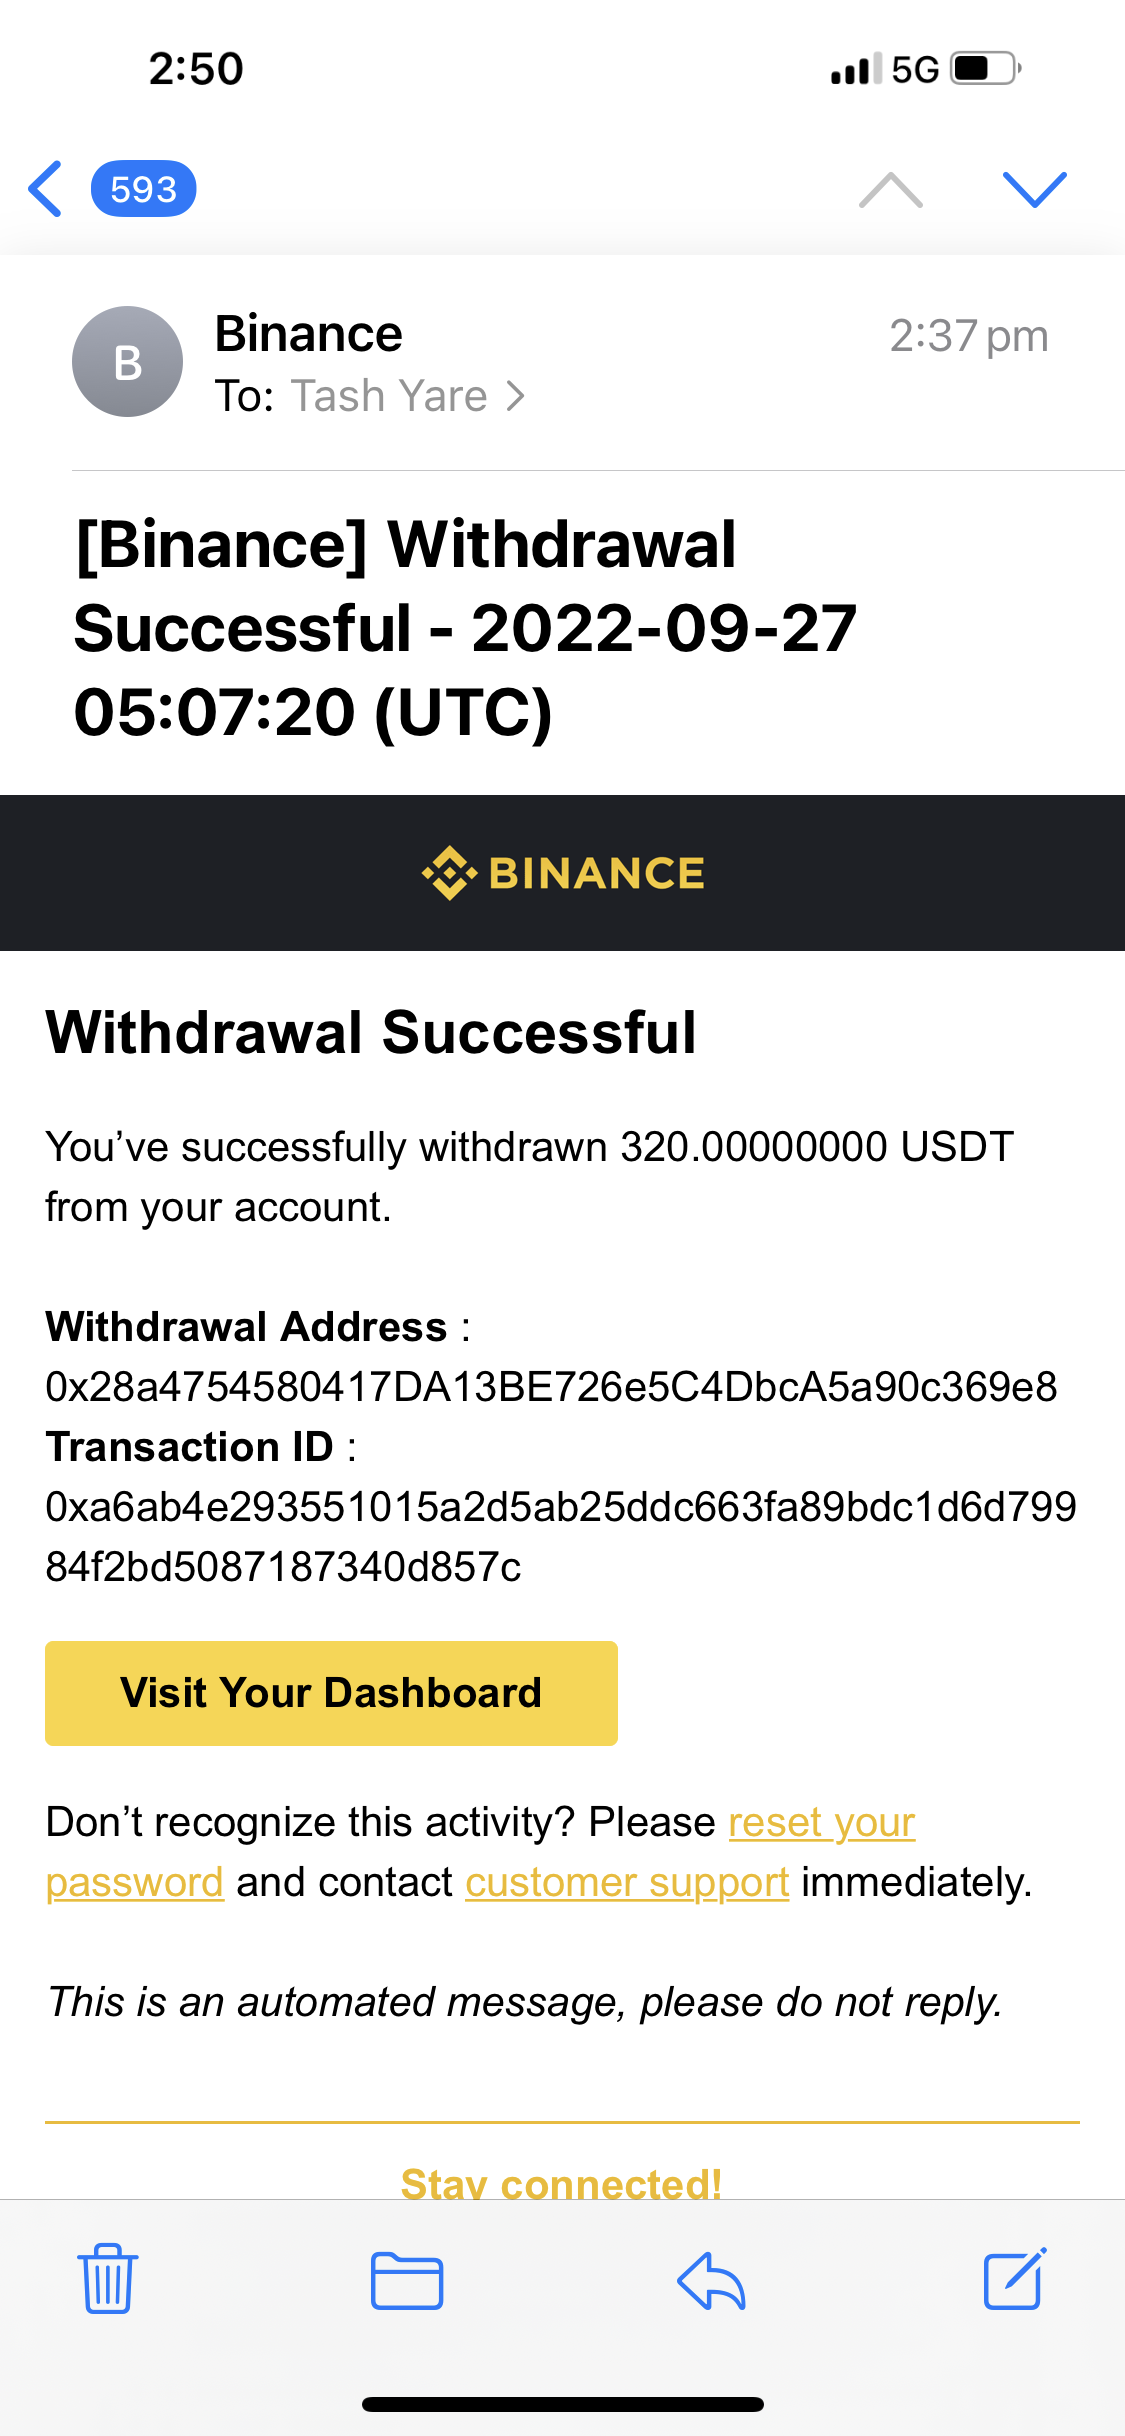 2:50
5G
593
B
Binance
2:37 pm
To: Tash Yare
[Binance] Withdrawal
Successful - 2022-09-27
05:07:20 (UTC)
BINANCE
Withdrawal Successful
You’ve successfully withdrawn 320.00000000 USDT
from your account.
Withdrawal Address :
0x28a4754580417DA13BE726e5C4DbcA5a90c369e8
Transaction ID :
0xa6ab4e293551015a2d5ab25ddc663fa89bdc1d6d799
84f2bd5087187340d857c
Visit Your Dashboard
Don’t recognize this activity? Please reset your
password and contact customer support immediately.
This is an automated message, please do not reply.
Stay connected!